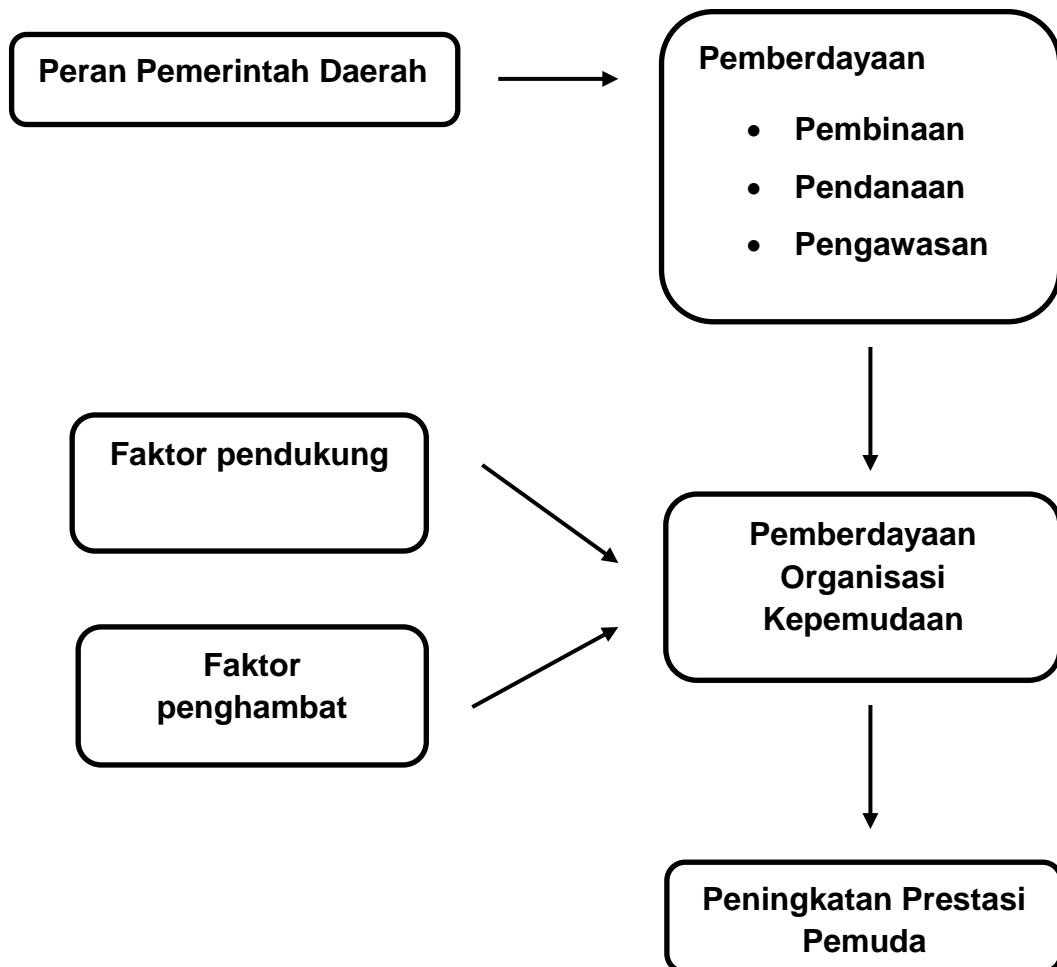 Peran Pemerintah Daerah
Pemberdayaan
• Pembinaan
• Pendanaan
• Pengawasan
Faktor pendukung
Pemberdayaan
Organisasi
Kepemudaan
Faktor
penghambat
Peningkatan Prestasi
Pemuda